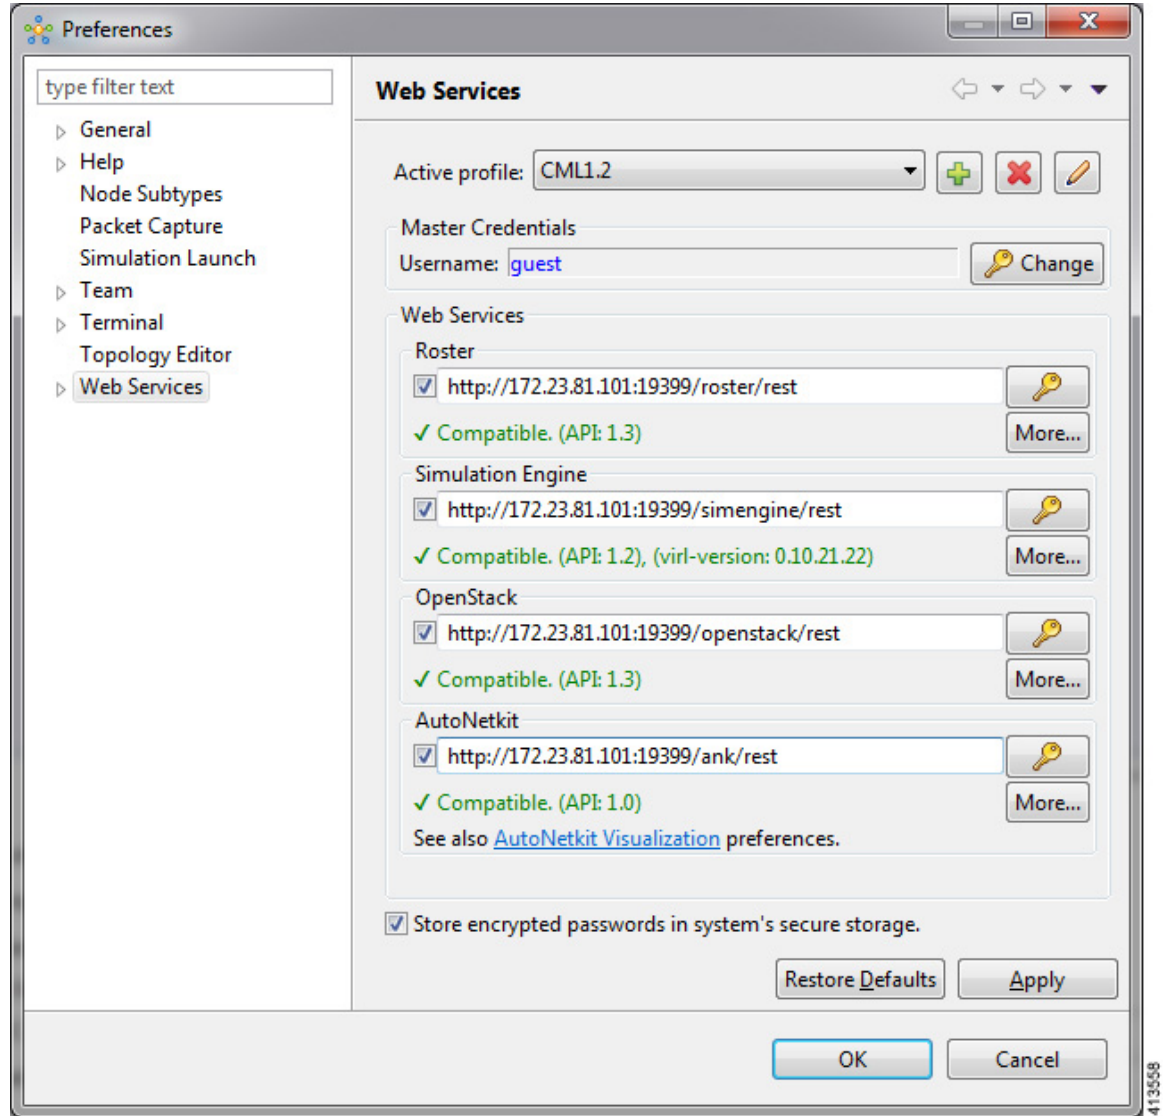 Preferences
type filter text
General
Help
Node Subtypes
Packet Capture
Simulation Launch
Team
Terminal
Topology Editor
Web Services
Web Services
Active profile: CML1.2
Master Credentials
Username: guest
Change
Web Services
Roster
http://172.23.81.101:19399/roster/rest
✓ Compatible. (API: 1.3)
More...
Simulation Engine
http://172.23.81.101:19399/simengine/rest
✓ Compatible. (API: 1.2), (virl-version: 0.10.21.22)
More...
OpenStack
http://172.23.81.101:19399/openstack/rest
✓ Compatible. (API: 1.3)
More...
AutoNetkit
http://172.23.81.101:19399/ank/rest
✓ Compatible. (API: 1.0)
More...
See also AutoNetkit Visualization preferences.
Store encrypted passwords in system's secure storage.
Restore Defaults
Apply
OK
Cancel
413558